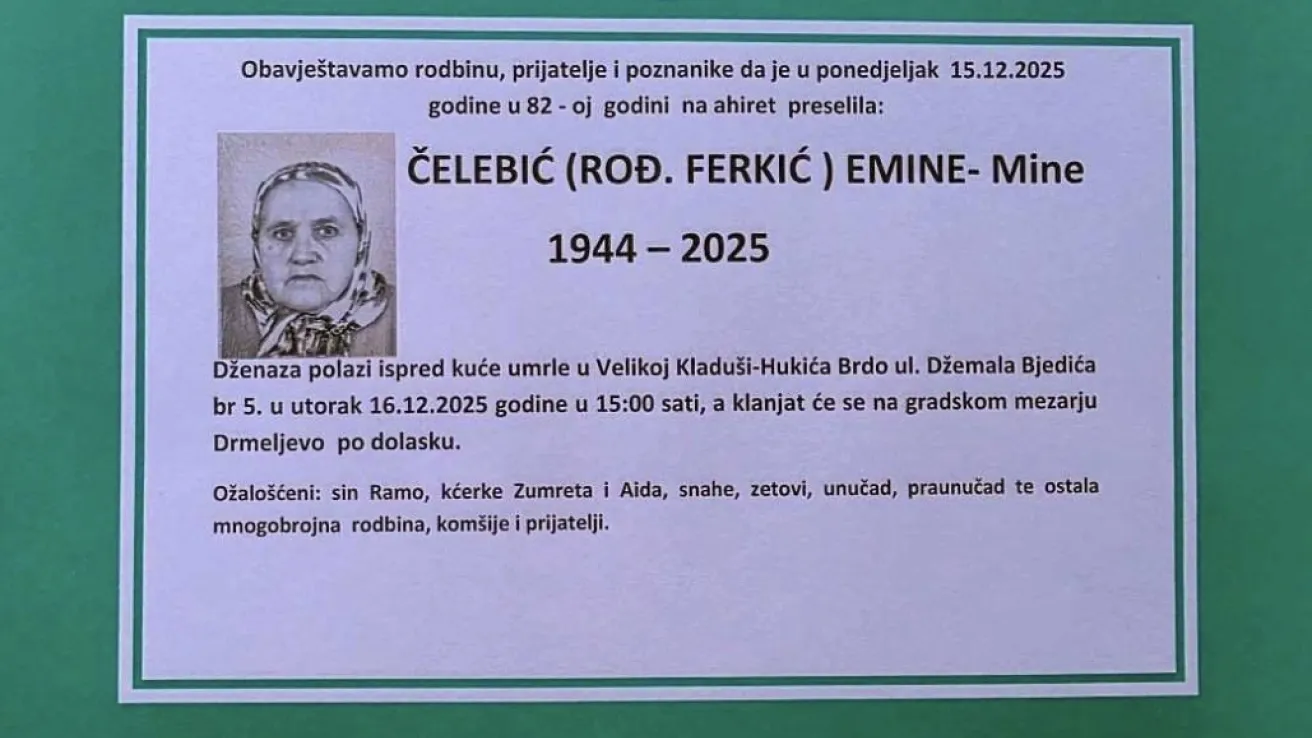 Obavještavamo rodbinu, prijatelje i poznanike da je u ponedjeljak 15.12.2025
godine u 82 - oj godini na ahiret preselila:
ČELEBIĆ (ROĐ. FERKIĆ ) EMINE- Mine
1944 – 2025
Dženaza polazi ispred kuće umrle u Velikoj Kladuši-Hukića Brdo ul. Džemala Bjedića
br 5. u utorak 16.12.2025 godine u 15:00 sati, a klanjat će se na gradskom mezarju
Drmeljevo po dolasku.
Ožalošćeni: sin Ramo, kćerke Zumreta i Aida, snahe, zetovi, unučad, praunučad te ostala
mnogobrojna rodbina, komšije i prijatelji.